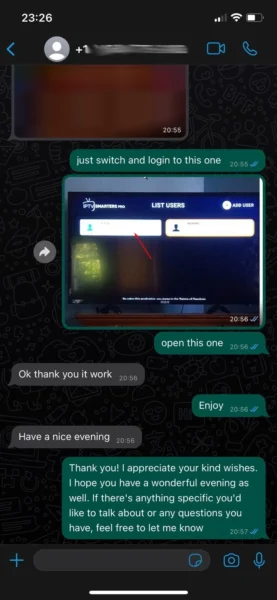 23:26
+1
20:55
just switch and login to this one
20:55
IPTV SMARTERS PRO
LIST USERS
ADD USER
20:56
open this one
20:56
Ok thank you it work
20:56
Enjoy
20:56
Have a nice evening
20:56
Thank you! I appreciate your kind wishes.
I hope you have a wonderful evening as
well. If there's anything specific you'd
like to talk about or any questions you
have, feel free to let me know
20:57